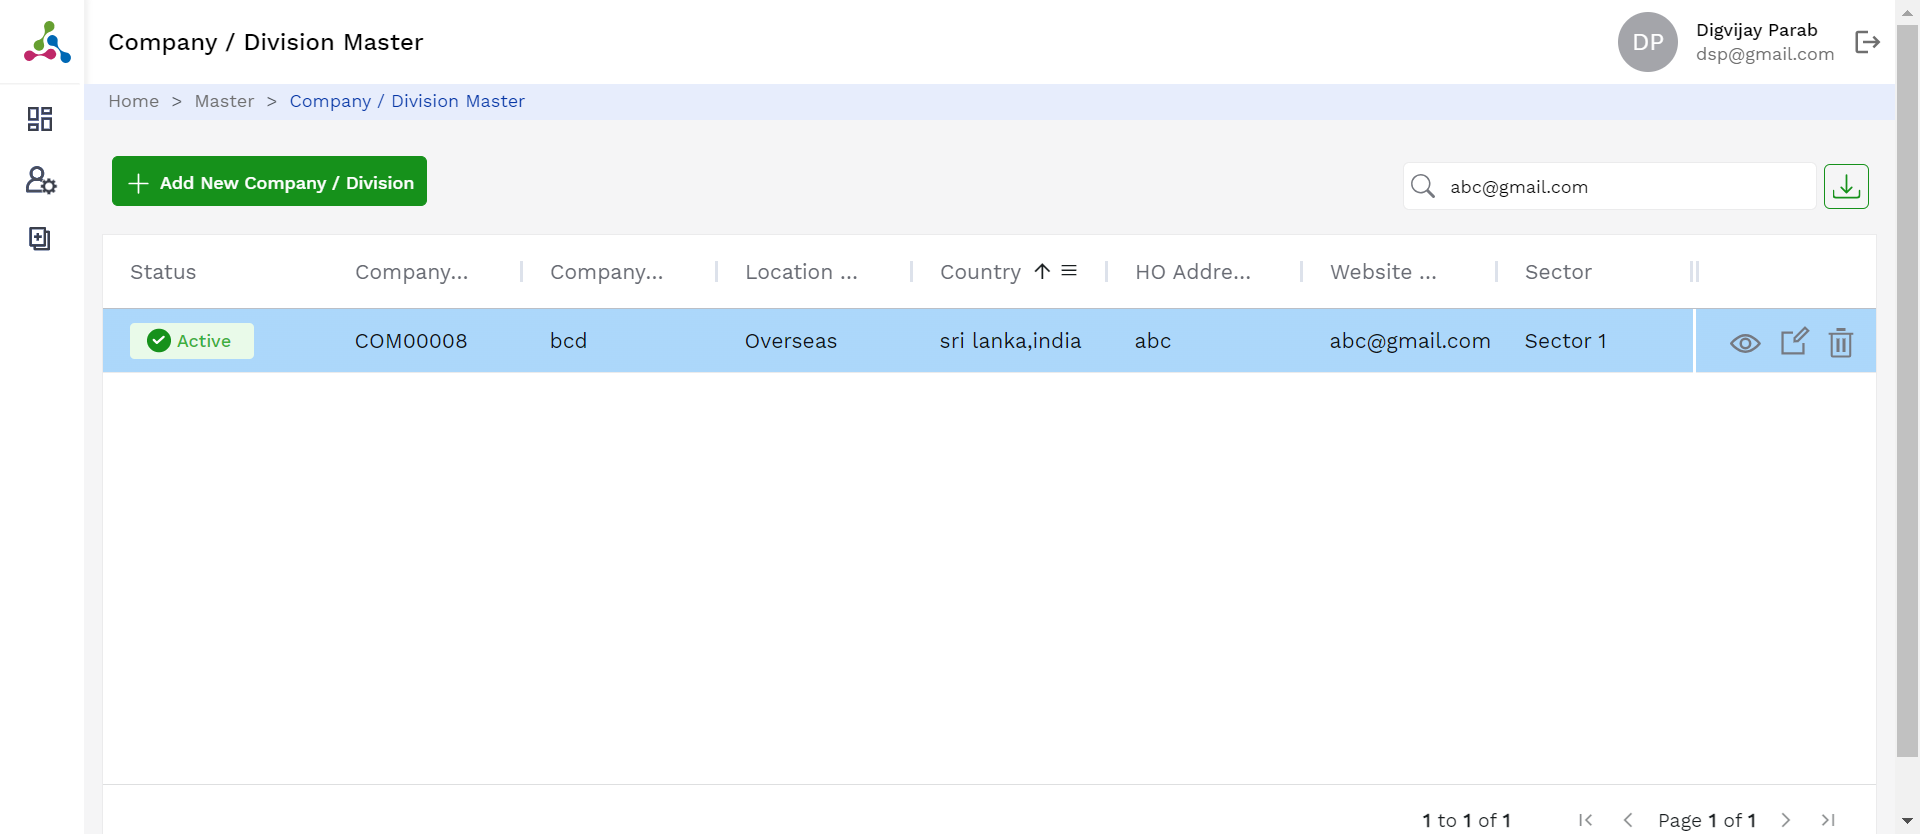 Company / Division Master
DP
Digvijay Parab
dsp@gmail.com
Home > Master > Company / Division Master
Add New Company / Division
abc@gmail.com
Status Company... Company... Location ... Country HO Addre... Website ... Sector
Active COM00008 bcd Overseas sri lanka,india abc abc@gmail.com Sector 1
1 to 1 of 1 Page 1 of 1